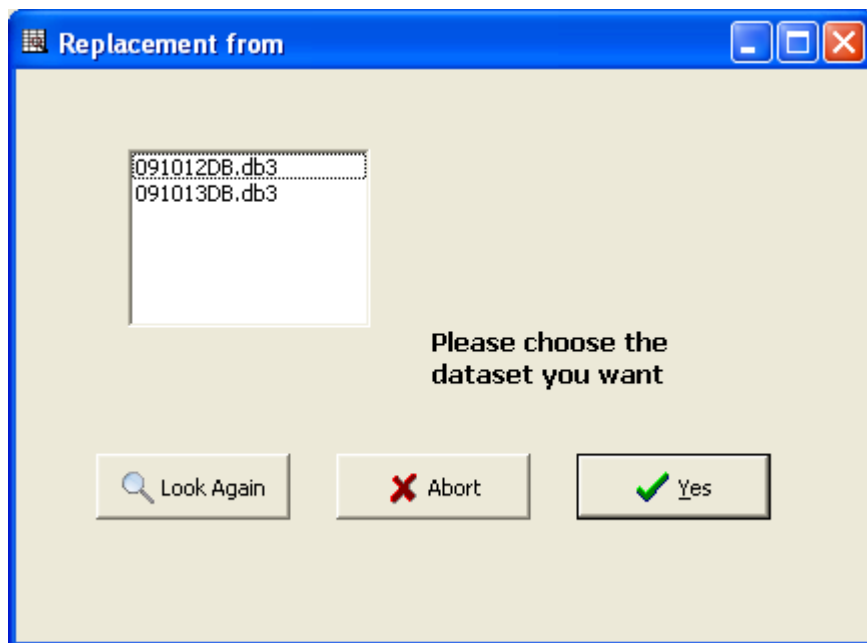 Replacement from
091012DB.db3
091013DB.db3
Please choose the
dataset you want
Look Again
Abort
Yes